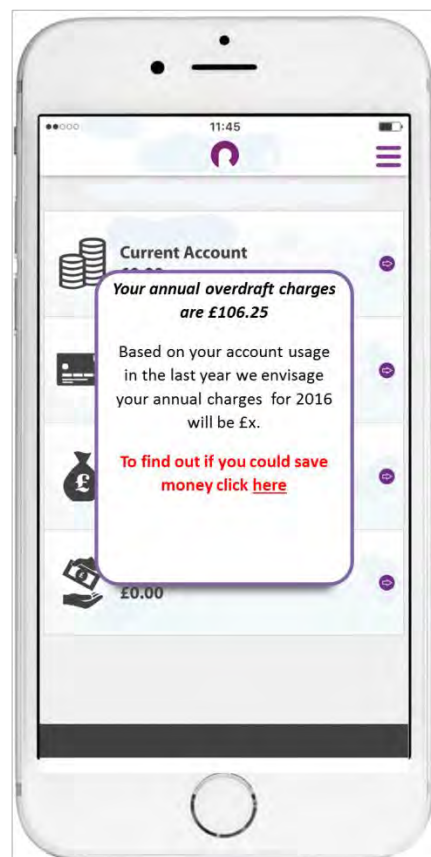 11:45
Current Account
Your annual overdraft charges
are £106.25
Based on your account usage
in the last year we envisage
your annual charges for 2016
will be £x.
To find out if you could save
money click here
£0.00